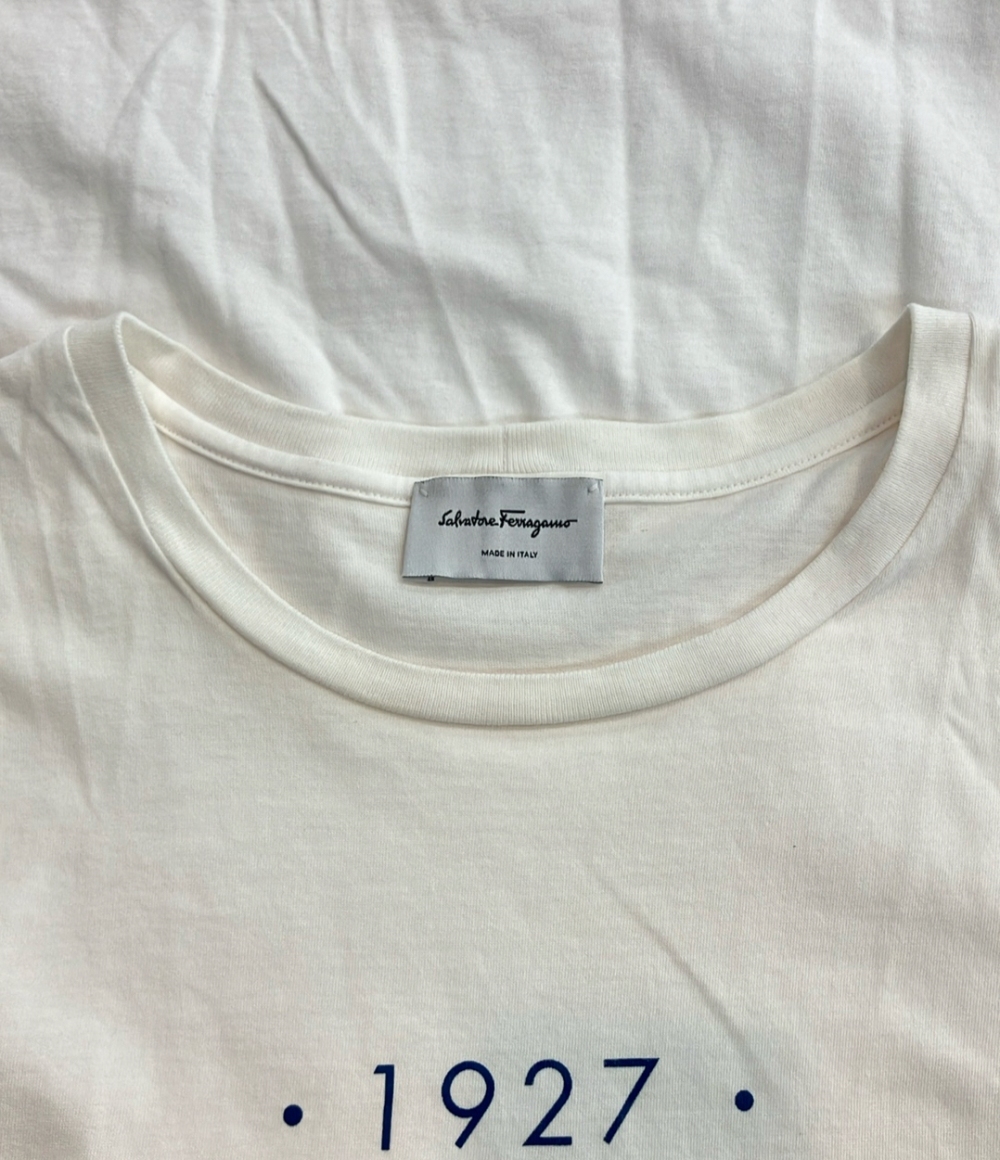 Salvatore Ferragamo
MADE IN ITALY
• 1927 •